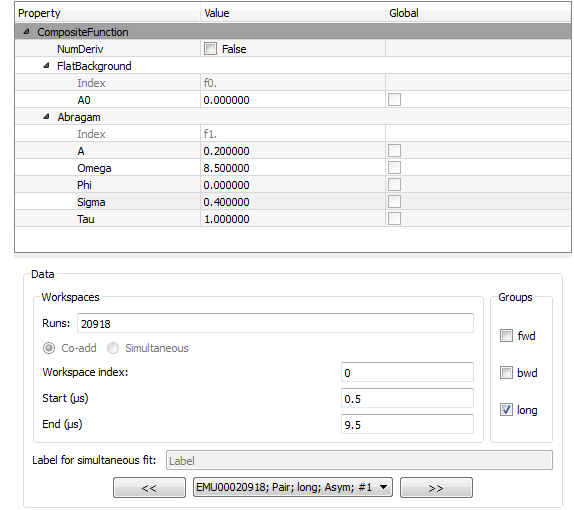 Property Value Global
CompositeFunction
NumDeriv False
FlatBackground
Index f0.
A0 0.000000
Abragam
Index f1.
A 0.200000
Omega 8.500000
Phi 0.000000
Sigma 0.400000
Tau 1.000000
Data
Workspaces
Runs: 20918
Co-add Simultaneous
Workspace index: 0
Start (µs) 0.5
End (µs) 9.5
Groups
fwd
bwd
long
Label for simultaneous fit: Label
<< EMU00020918; Pair; long; Asym; #1 >>